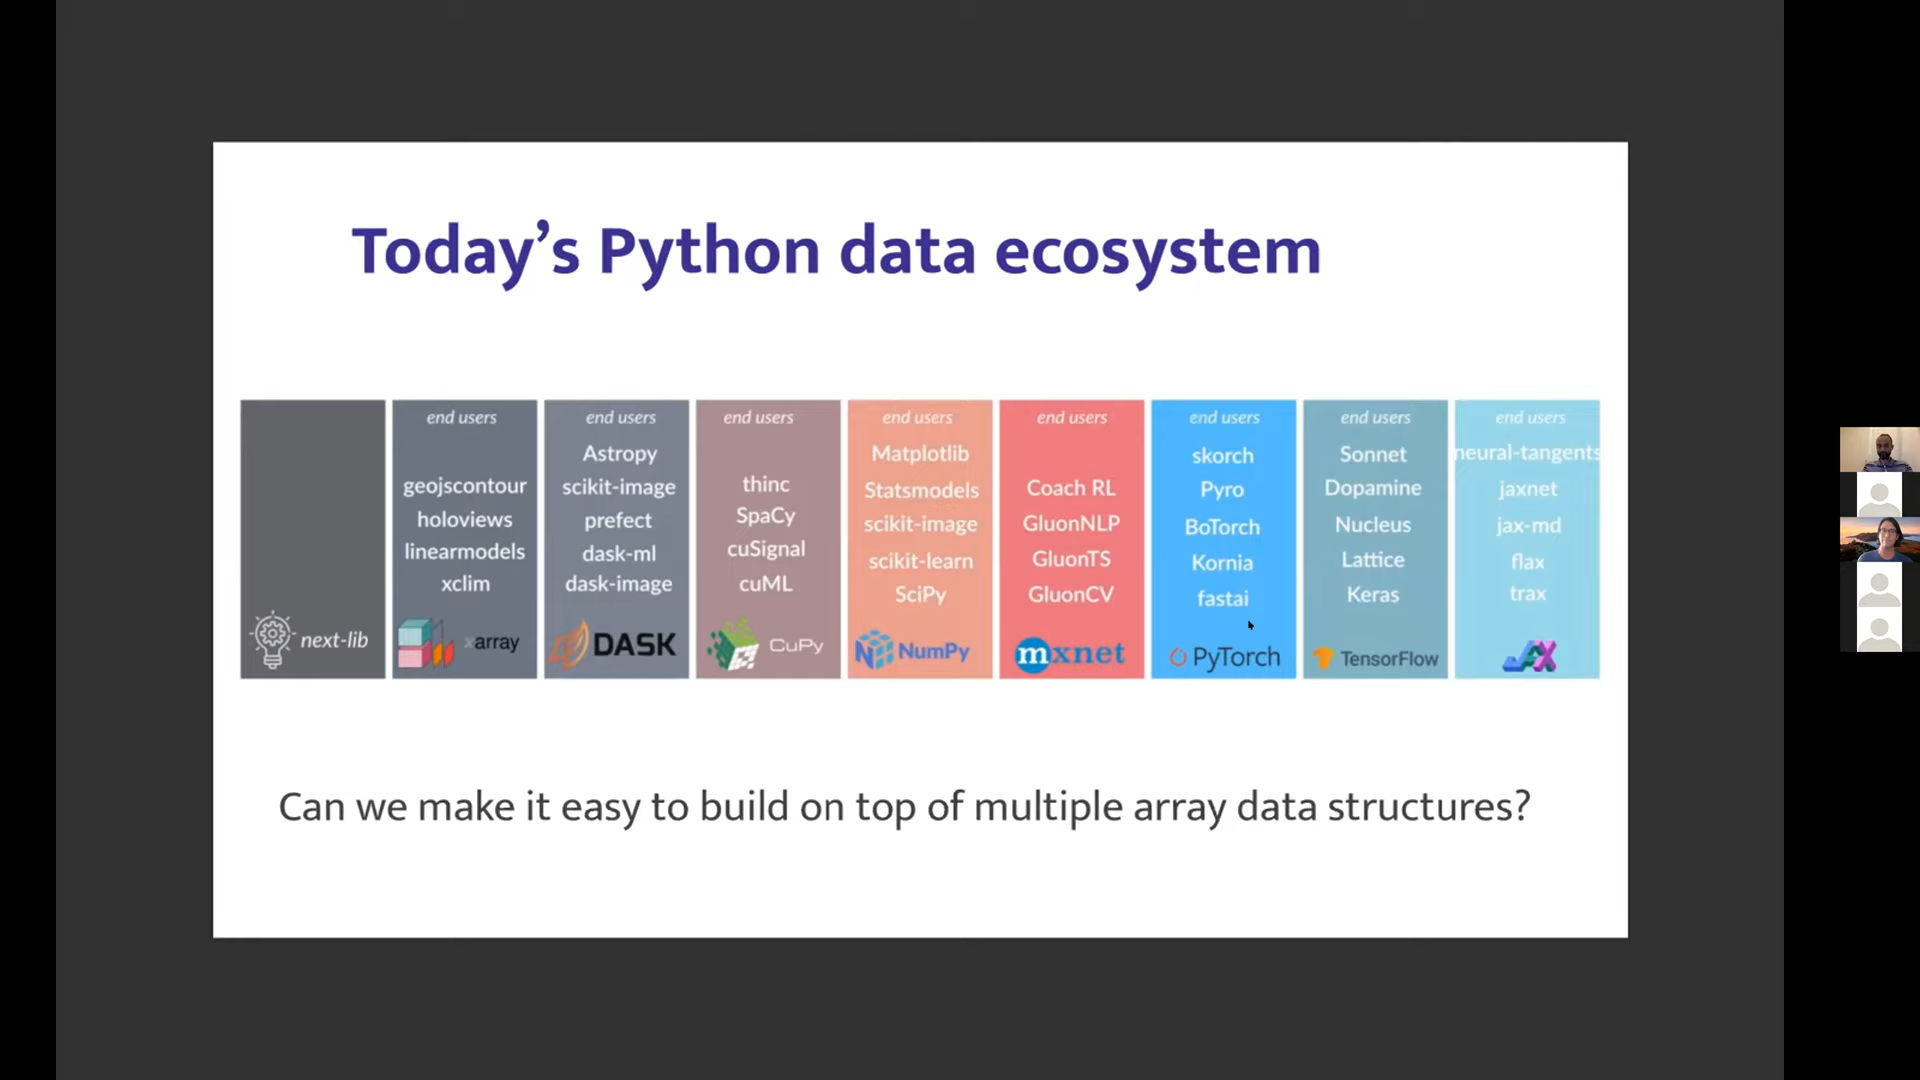 Today's Python data ecosystem
next-lib
end users
geojscontour
holoviews
linearmodels
xclim
xarray
end users
Astropy
scikit-image
prefect
dask-ml
dask-image
DASK
end users
thinc
SpaCy
cuSignal
cuML
CuPy
end users
Matplotlib
Statsmodels
scikit-image
scikit-learn
SciPy
NumPy
end users
Coach RL
GluonNLP
GluonTS
GluonCV
mxnet
end users
skorch
Pyro
BoTorch
Kornia
fastai
PyTorch
end users
Sonnet
Dopamine
Nucleus
Lattice
Keras
TensorFlow
end users
neural-tangents
jaxnet
jax-md
flax
trax
JAX
Can we make it easy to build on top of multiple array data structures?